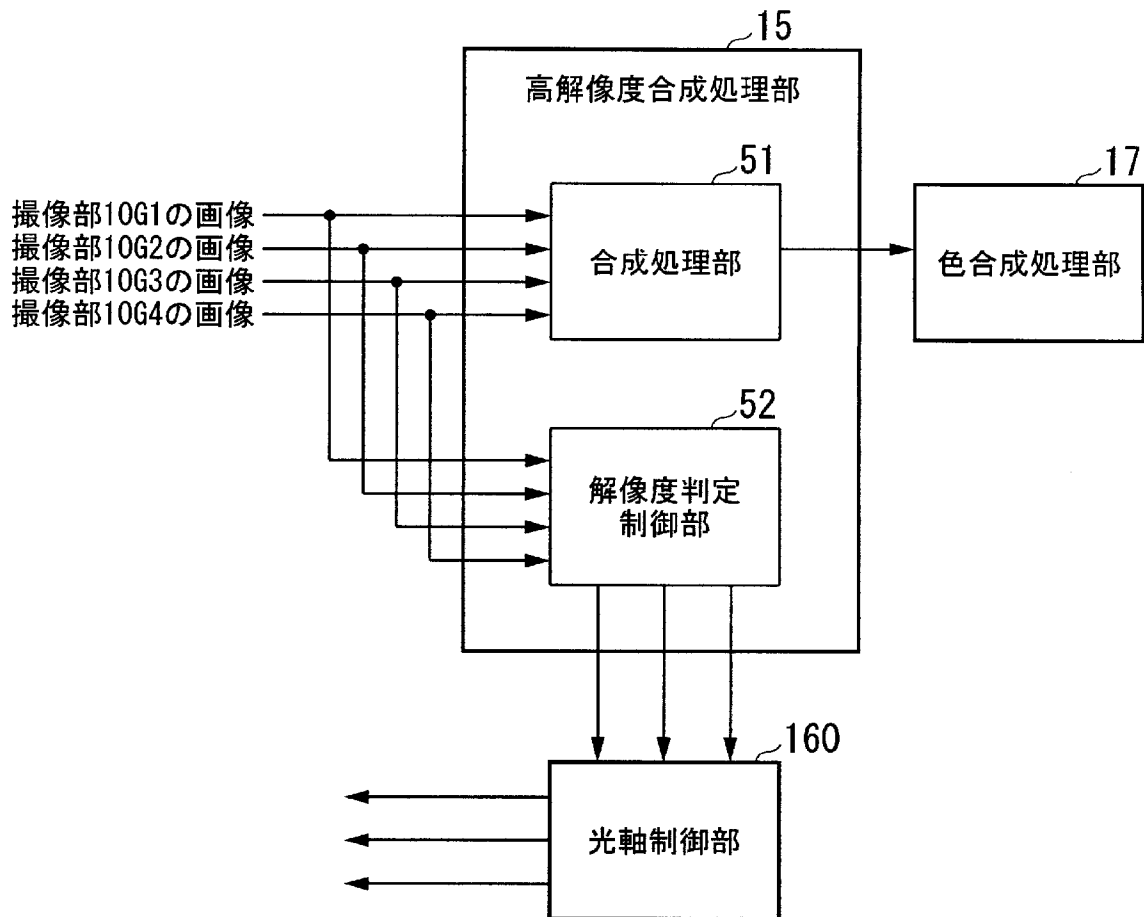 15
高解像度合成処理部
51
17
撮像部10G1の画像
撮像部10G2の画像
撮像部10G3の画像
撮像部10G4の画像
合成処理部
色合成処理部
52
解像度判定
制御部
160
光軸制御部